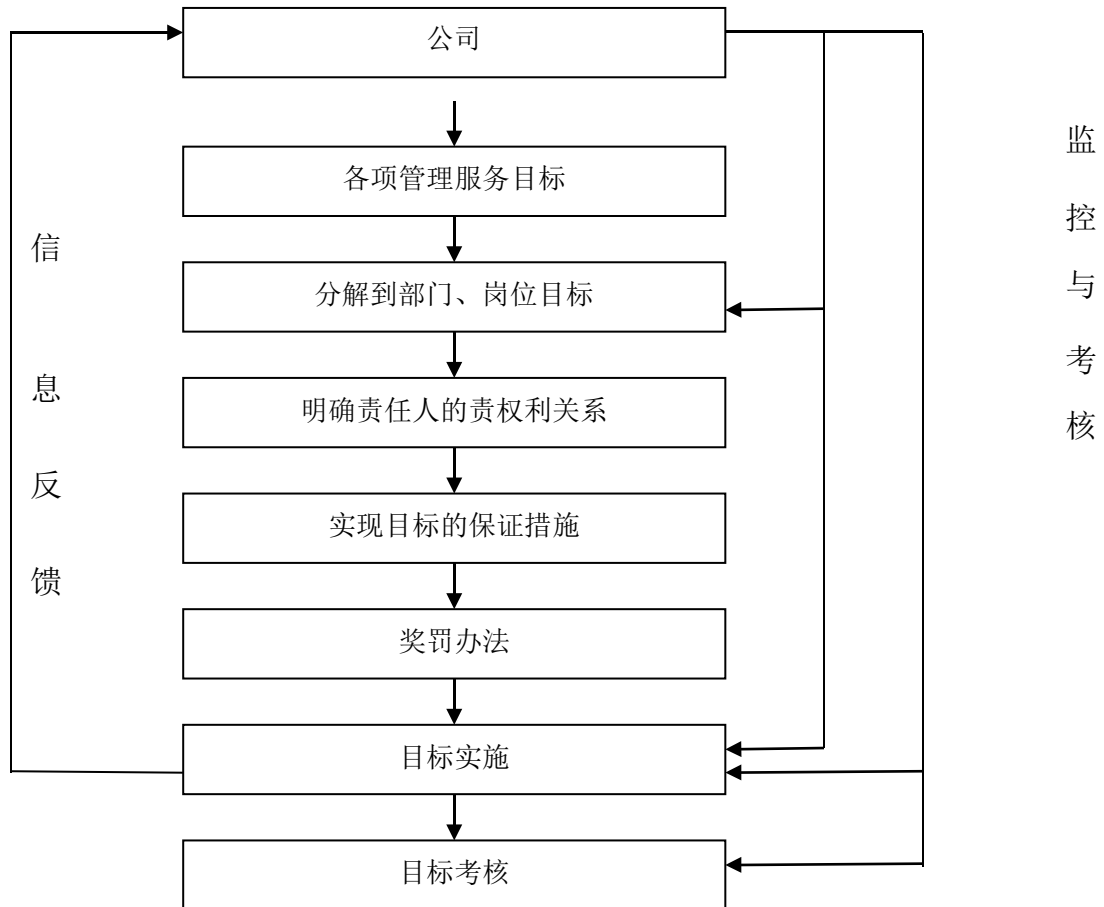 公司
各项管理服务目标
分解到部门、岗位目标
明确责任人的责权利关系
实现目标的保证措施
奖罚办法
目标实施
目标考核
信
息
反
馈
监
控
与
考
核